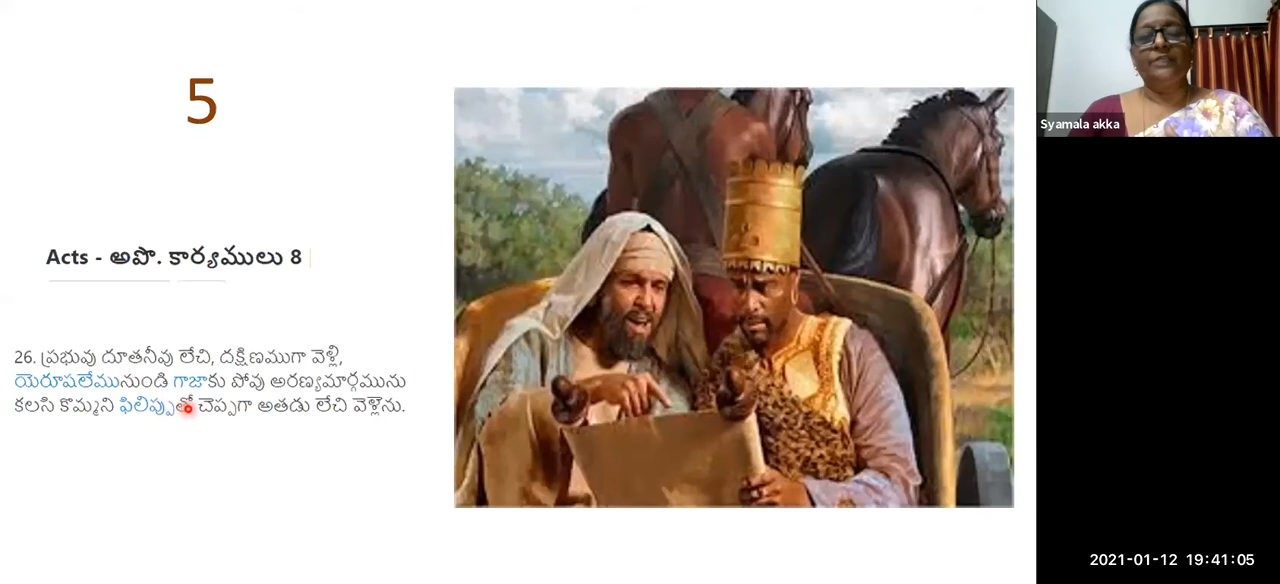 5
Acts - అపొ. కార్యములు 8
26. ప్రభువు దూతనీవు లేచి, దక్షిణముగా వెళ్లి,
యెరూషలేమునుండి గాజాకు పోవు అరణ్యమార్గమును
కలసి కొమ్మని ఫిలిప్పుతో చెప్పగా అతడు లేచి వెళ్లెను.
Syamala akka
2021-01-12 19:41:05